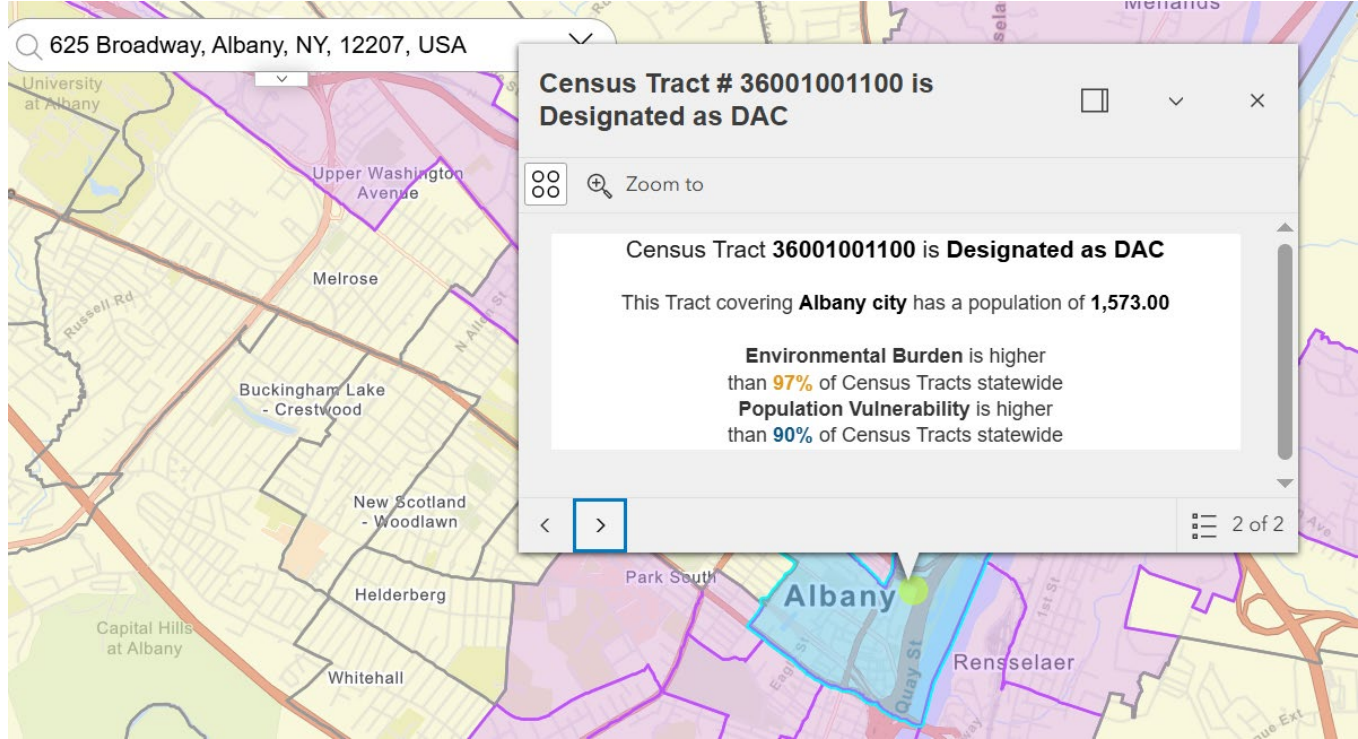 Menands
625 Broadway, Albany, NY, 12207, USA
University
at Albany
Census Tract # 36001001100 is
Designated as DAC
Upper Washington
Avenue
Zoom to
Census Tract 36001001100 is Designated as DAC
Melrose
This Tract covering Albany city has a population of 1,573.00
Russell Rd
N Allen St
Environmental Burden is higher
than 97% of Census Tracts statewide
Population Vulnerability is higher
than 90% of Census Tracts statewide
Buckingham Lake
- Crestwood
New Scotland
- Woodlawn
2 of 2
Park South
Albany
1st St
Helderberg
Capital Hills
at Albany
Eagle St
Quay St
Rensselaer
Whitehall